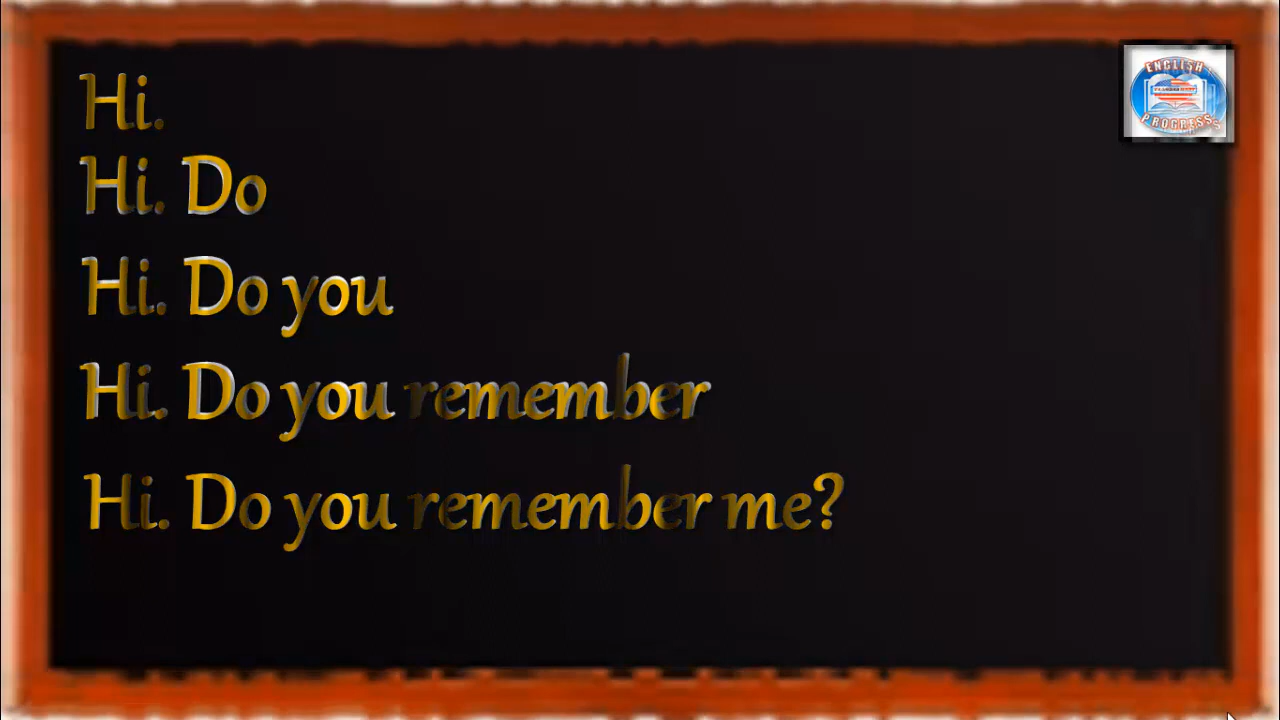 Hi.
Hi. Do
Hi. Do you
Hi. Do you remember
Hi. Do you remember me?
ENGLISH
PROGRESS